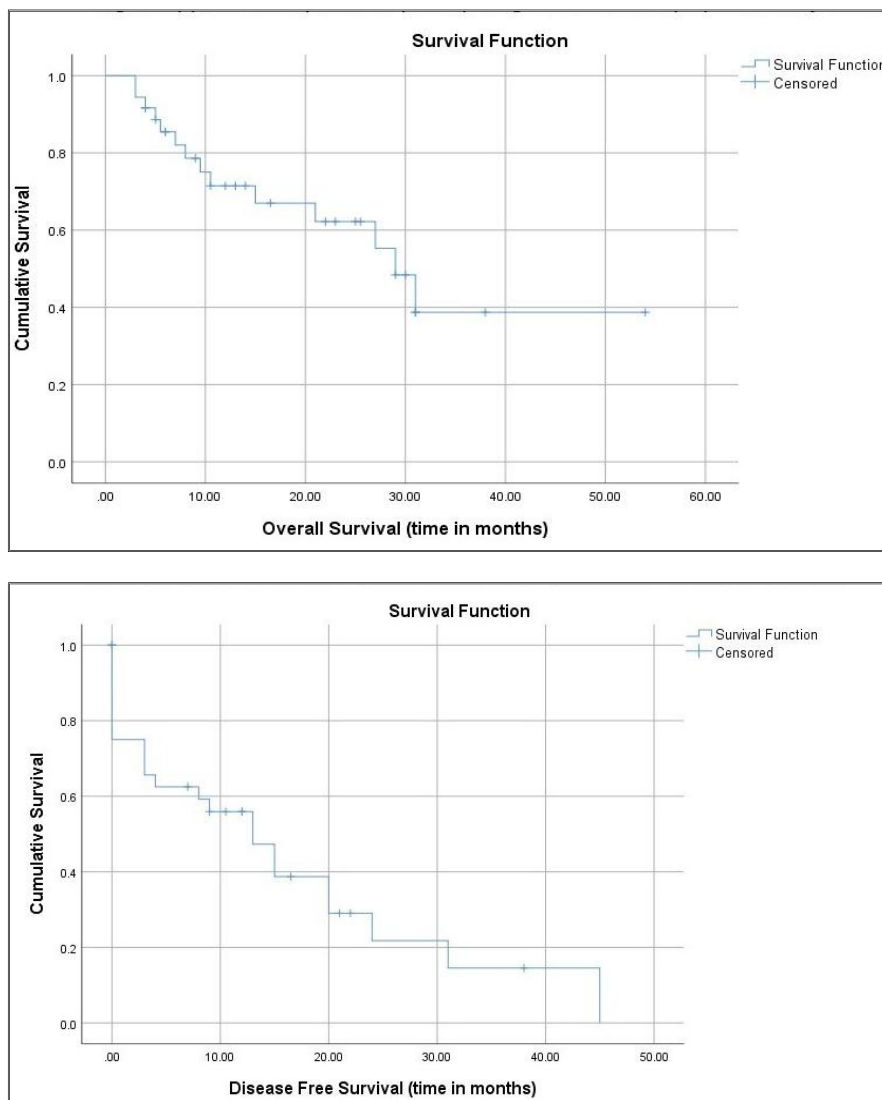 Survival Function
Survival Function
Censored
1.0
0.8
0.6
0.4
0.2
0.0
Cumulative Survival
.00 10.00 20.00 30.00 40.00 50.00 60.00
Overall Survival (time in months)
Survival Function
Survival Function
Censored
1.0
0.8
0.6
0.4
0.2
0.0
Cumulative Survival
.00 10.00 20.00 30.00 40.00 50.00
Disease Free Survival (time in months)